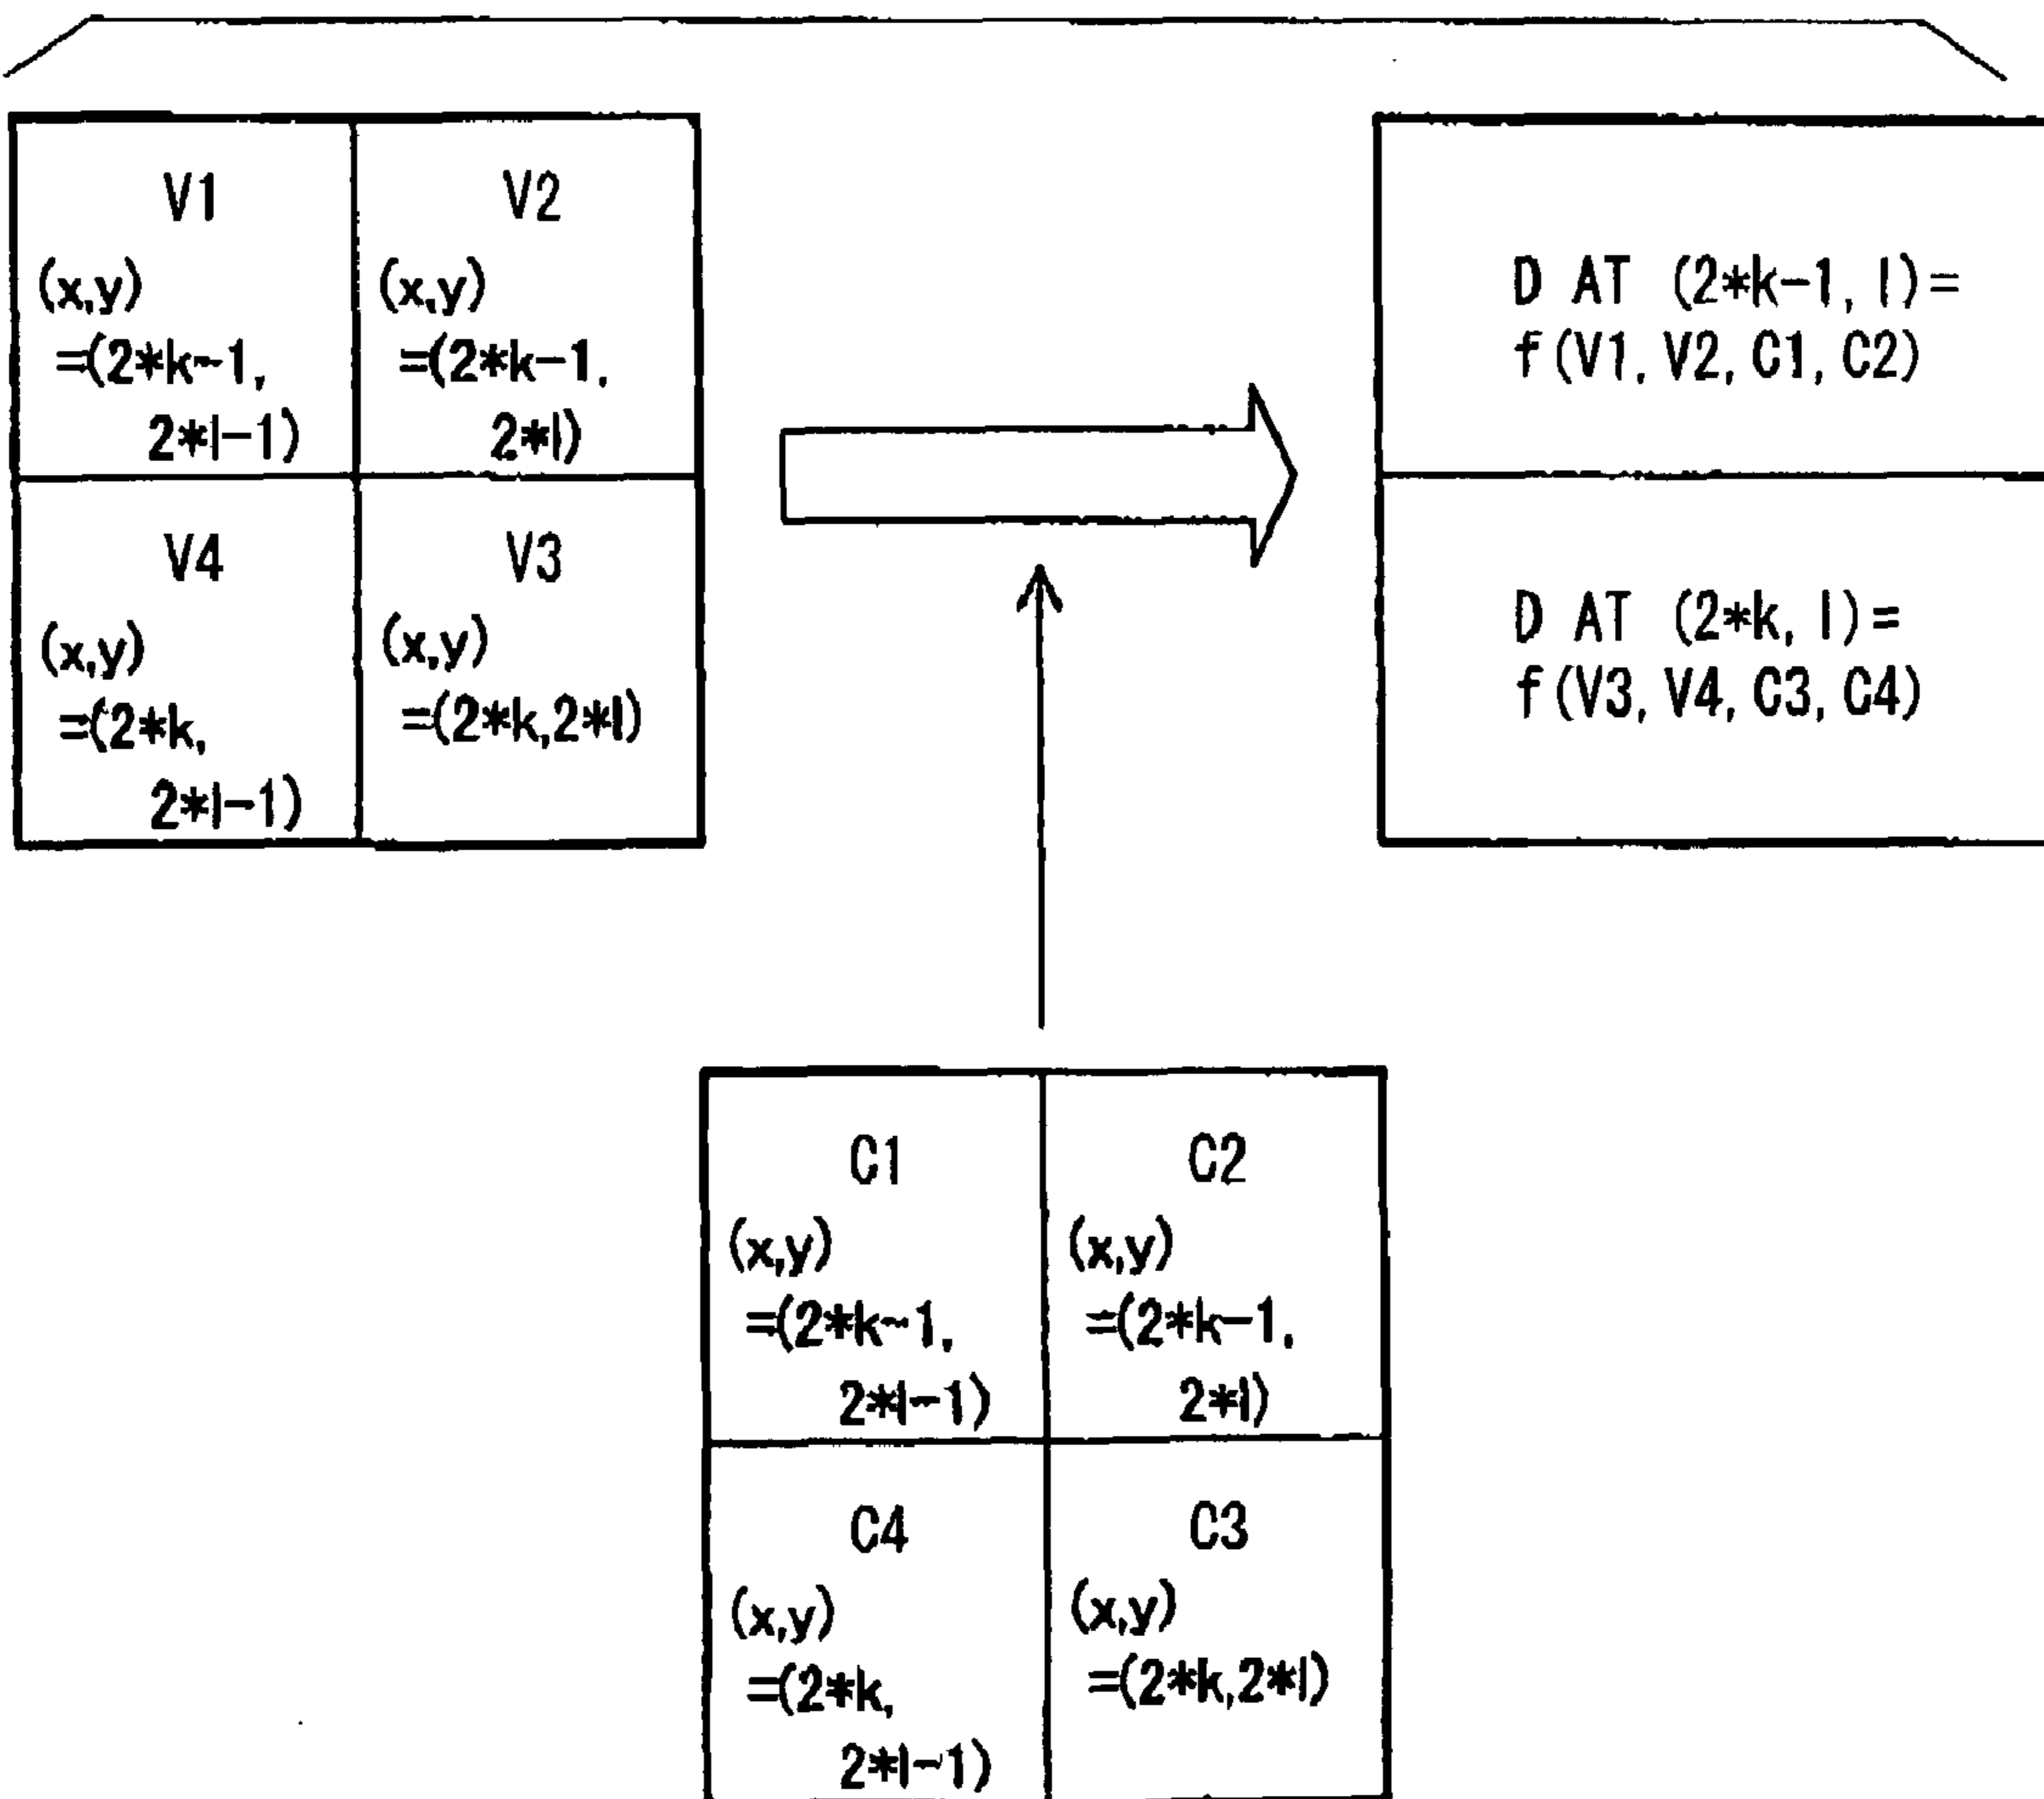 V1
(x,y)
=(2*k-1,
2*l-1)
V2
(x,y)
=(2*k-1,
2*l)
V4
(x,y)
=(2*k,
2*l-1)
V3
(x,y)
=(2*k,2*l)
D AT (2*k-1, l)=
f(V1, V2, C1, C2)
D AT (2*k, l)=
f(V3, V4, C3, C4)
C1
(x,y)
=(2*k-1,
2*l-1)
C2
(x,y)
=(2*k-1,
2*l)
C4
(x,y)
=(2*k,
2*l-1)
C3
(x,y)
=(2*k,2*l)